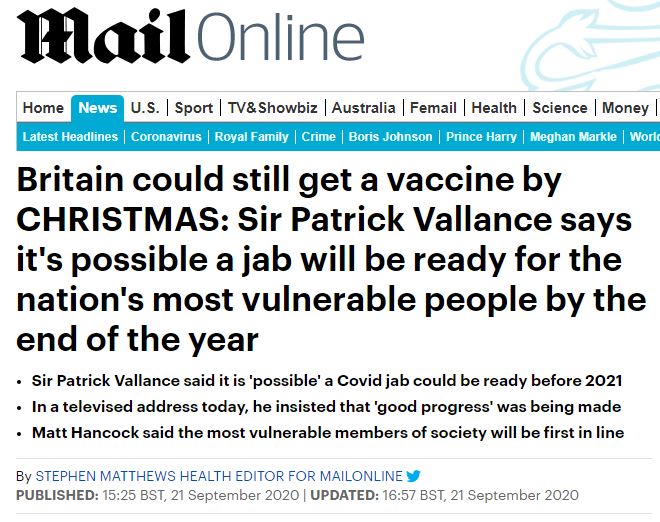 Mail Online
Home | News | U.S. | Sport | TV&Showbiz | Australia | Femail | Health | Science | Money |
Latest Headlines | Coronavirus | Royal Family | Crime | Boris Johnson | Prince Harry | Meghan Markle |
Britain could still get a vaccine by
CHRISTMAS: Sir Patrick Vallance says
it's possible a jab will be ready for the
nation's most vulnerable people by the
end of the year
• Sir Patrick Vallance said it is 'possible' a Covid jab could be ready before 2021
• In a televised address today, he insisted that 'good progress' was being made
• Matt Hancock said the most vulnerable members of society will be first in line
By STEPHEN MATTHEWS HEALTH EDITOR FOR MAILONLINE
PUBLISHED: 15:25 BST, 21 September 2020 | UPDATED: 16:57 BST, 21 September 2020